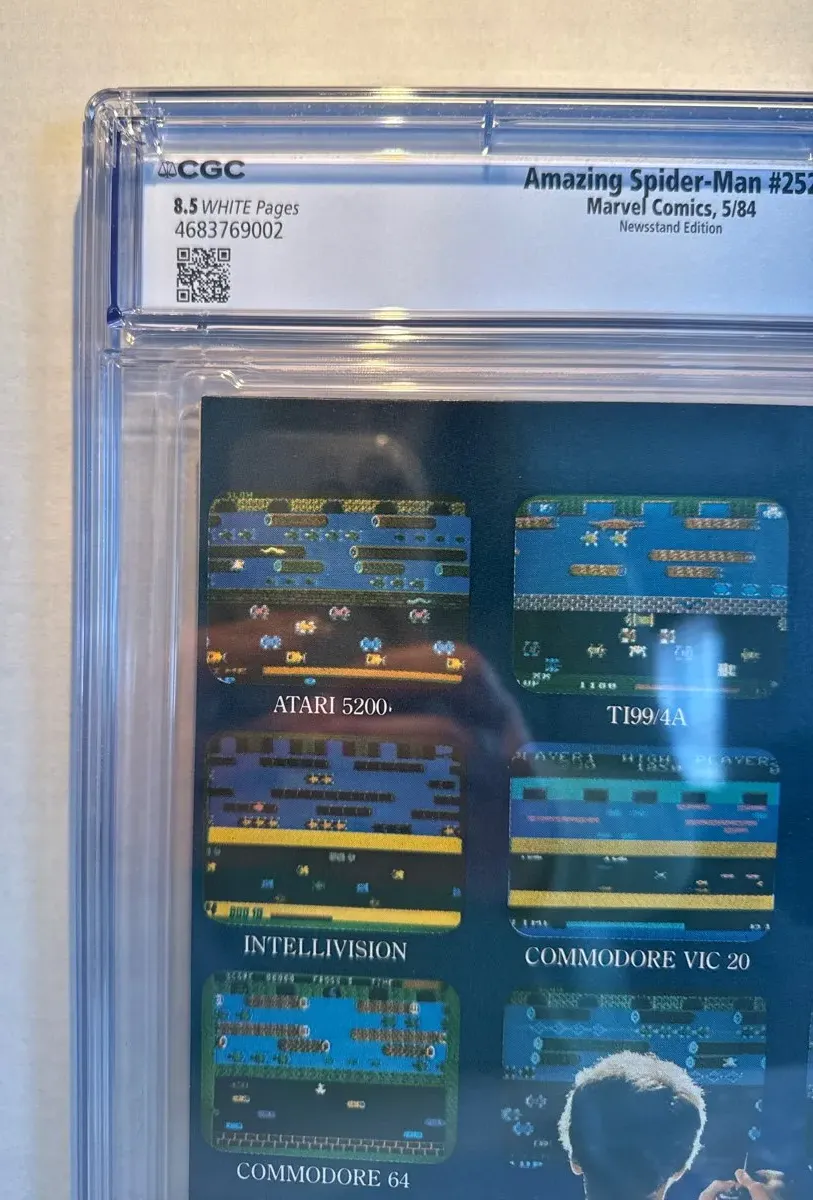 CGC
Amazing Spider-Man #252
8.5 WHITE Pages
Marvel Comics, 5/84
4683769002
Newsstand Edition
ATARI 5200
TI99/4A
INTELLIVISION
COMMODORE VIC 20
COMMODORE 64